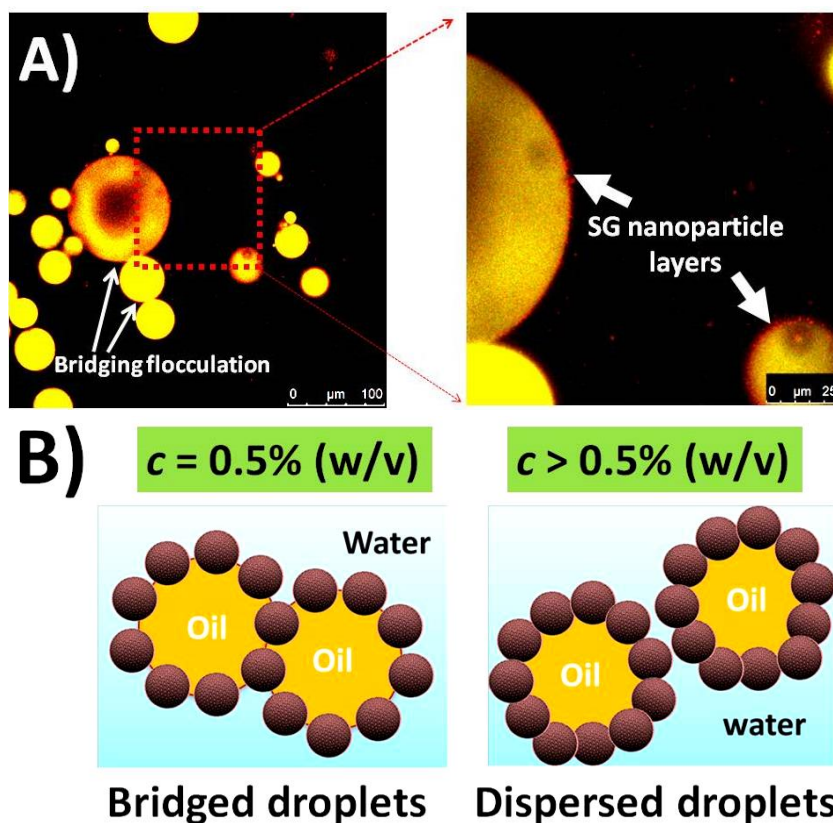 A)
SG nanoparticle
layers
Bridging flocculation
0 µm 100
0 µm 25
B)
c = 0.5% (w/v)
c > 0.5% (w/v)
Water
Oil
Oil
Oil
Oil
water
Bridged droplets
Dispersed droplets